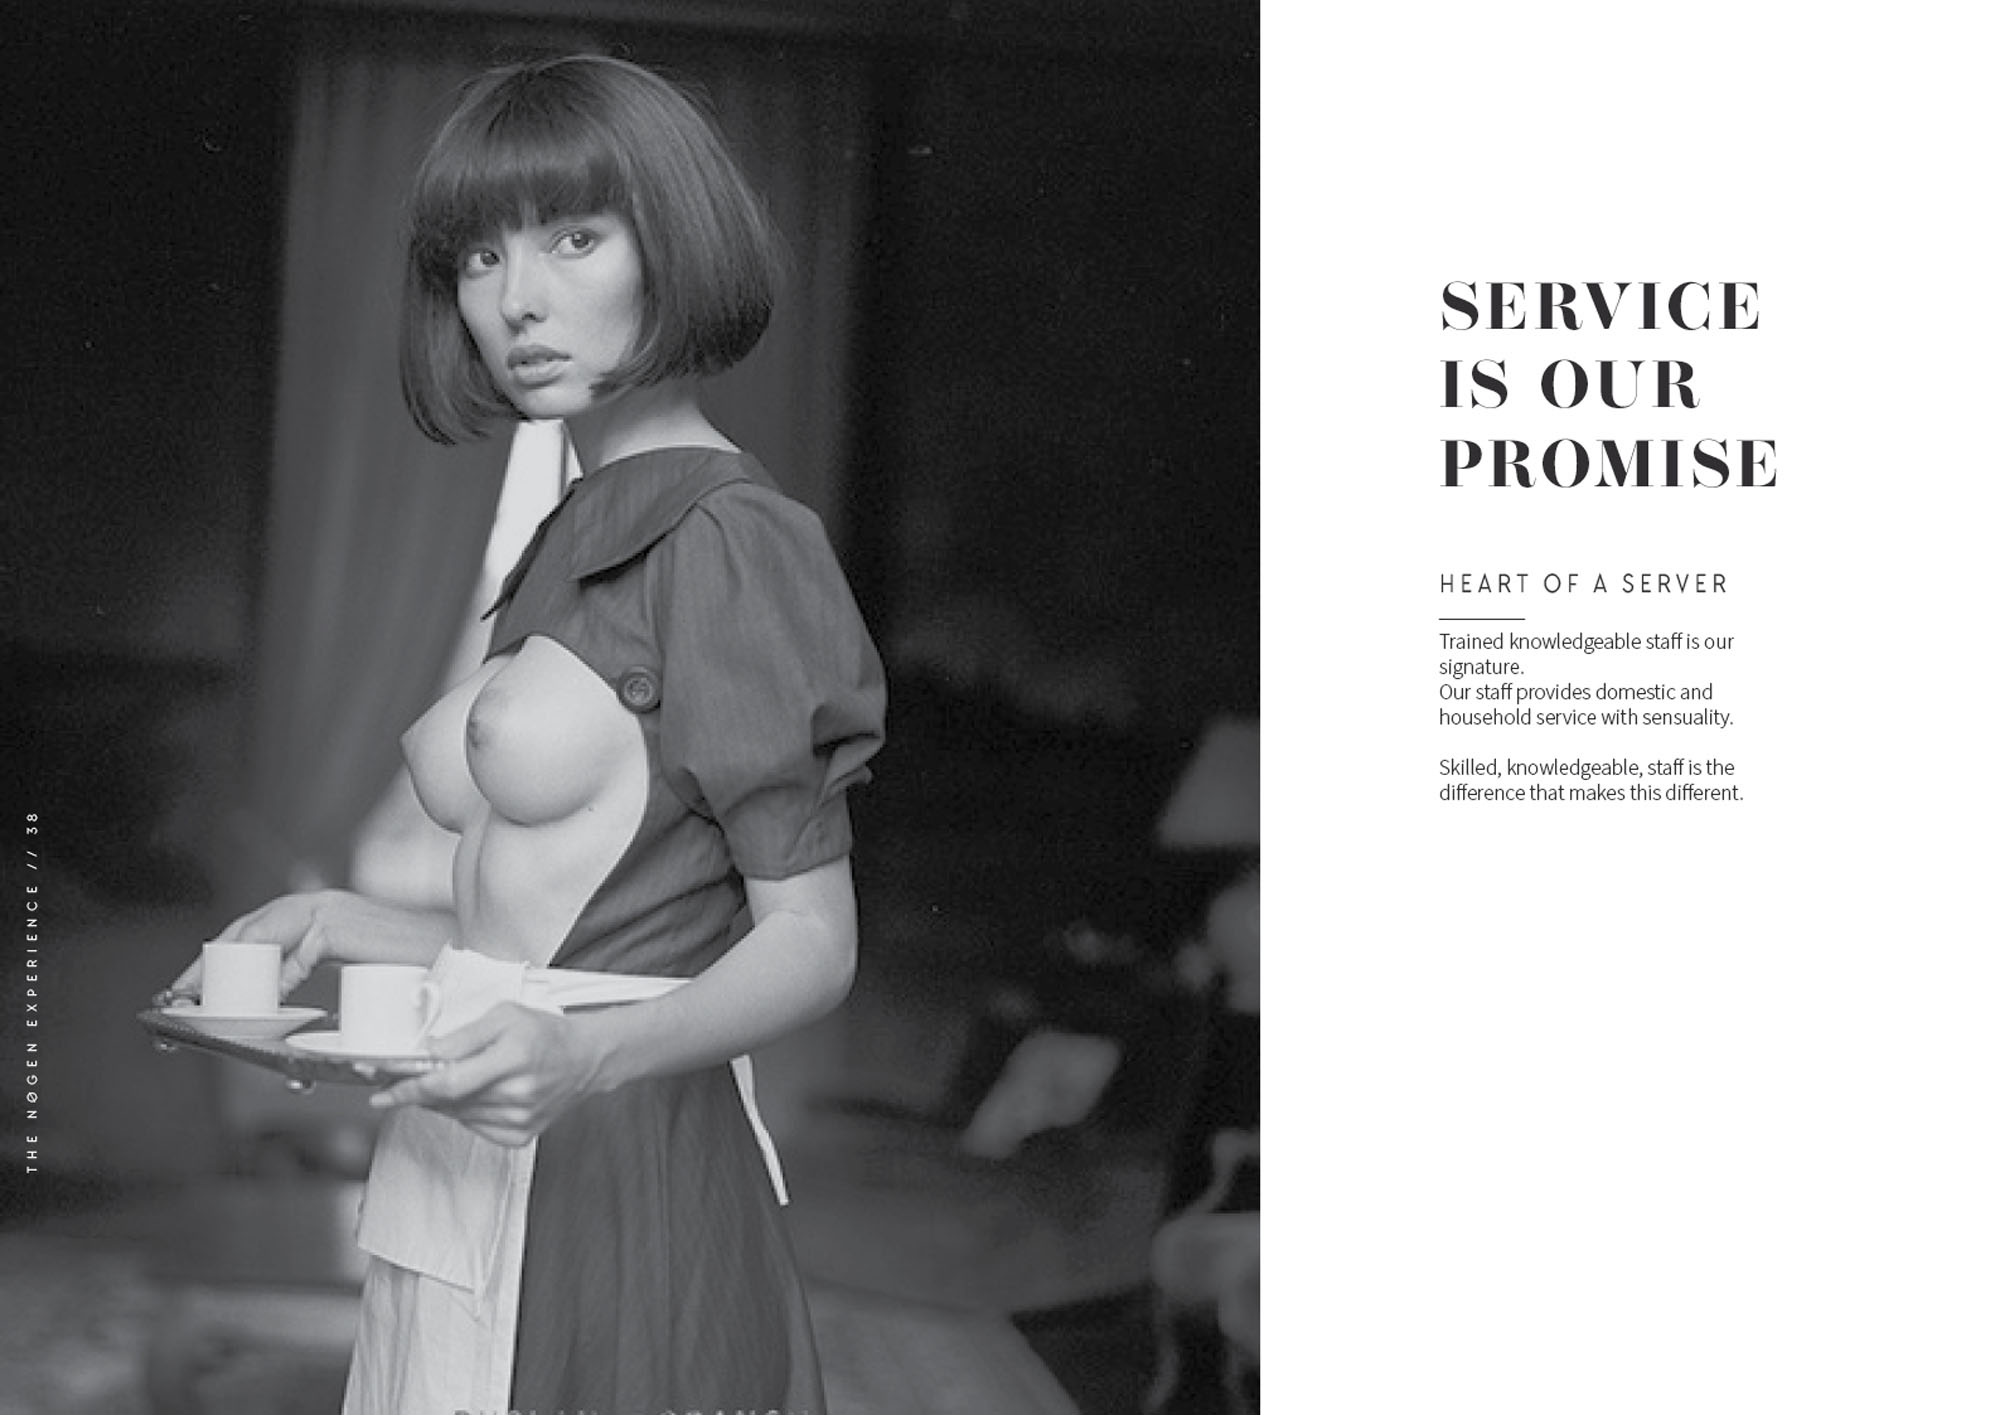 SERVICE
IS OUR
PROMISE
HEART OF A SERVER
Trained knowledgeable staff is our
signature.
Our staff provides domestic and
household service with sensuality.
Skilled, knowledgeable, staff is the
difference that makes this different.
THE NØGEN EXPERIENCE // 38